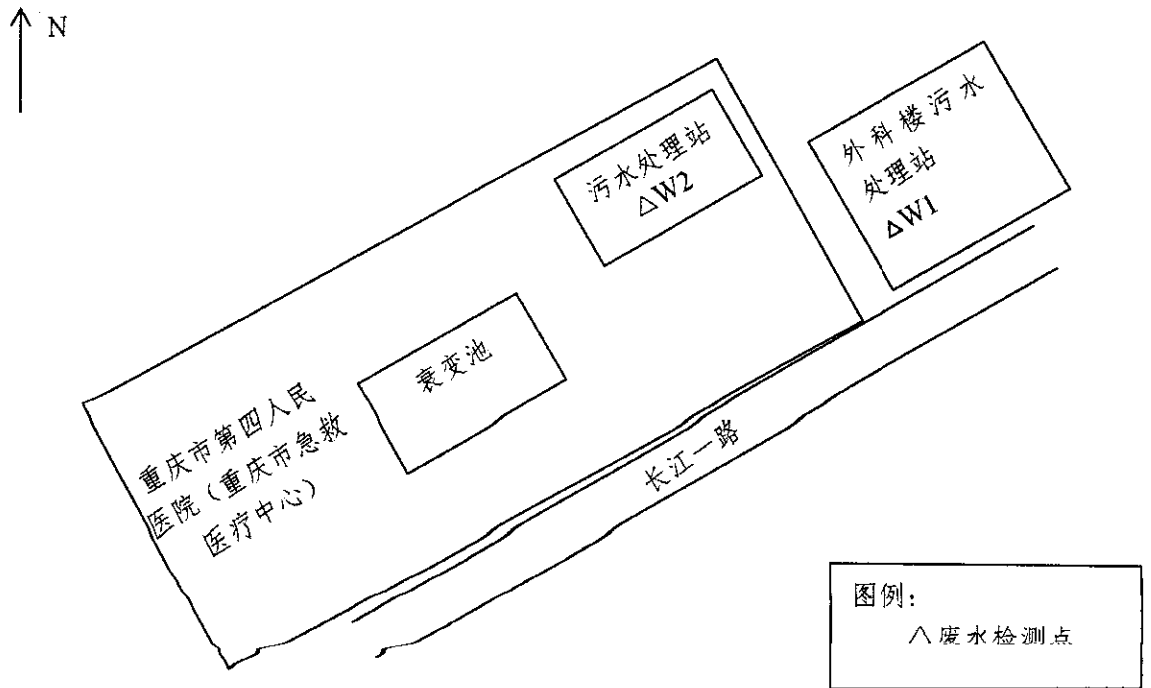 N
外科楼污水
处理站
△W1
污水处理站
△W2
衰变池
重庆市第四人民
医院（重庆市急救
医疗中心）
长江一路
图例：
△废水检测点